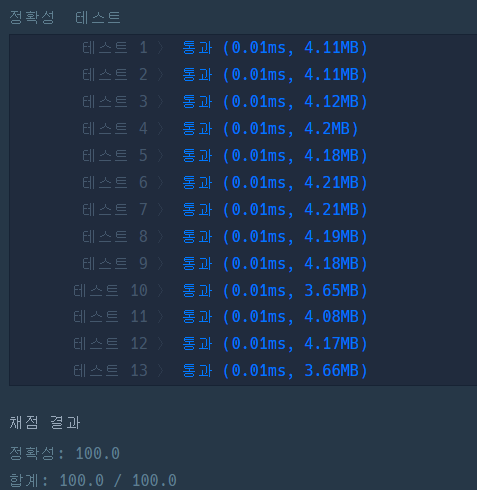 정확성 테스트
테스트 1 〉 통과 (0.01ms, 4.11MB)
테스트 2 〉 통과 (0.01ms, 4.11MB)
테스트 3 〉 통과 (0.01ms, 4.12MB)
테스트 4 〉 통과 (0.01ms, 4.2MB)
테스트 5 〉 통과 (0.01ms, 4.18MB)
테스트 6 〉 통과 (0.01ms, 4.21MB)
테스트 7 〉 통과 (0.01ms, 4.21MB)
테스트 8 〉 통과 (0.01ms, 4.19MB)
테스트 9 〉 통과 (0.01ms, 4.18MB)
테스트 10 〉 통과 (0.01ms, 3.65MB)
테스트 11 〉 통과 (0.01ms, 4.08MB)
테스트 12 〉 통과 (0.01ms, 4.17MB)
테스트 13 〉 통과 (0.01ms, 3.66MB)
채점 결과
정확성: 100.0
합계: 100.0 / 100.0